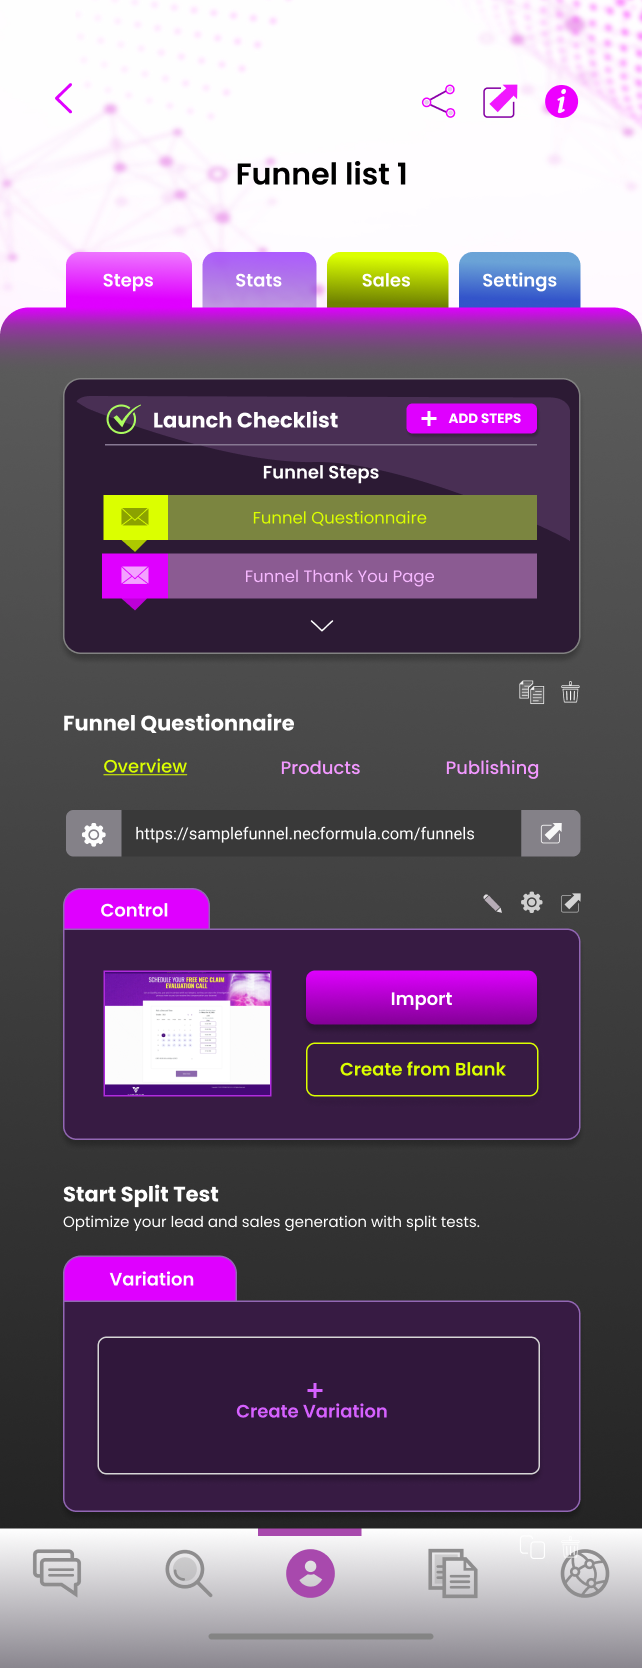 Funnel list 1
Steps
Stats
Sales
Settings
Launch Checklist
+ ADD STEPS
Funnel Steps
Funnel Questionnaire
Funnel Thank You Page
Funnel Questionnaire
Overview
Products
Publishing
https://samplefunnel.necformula.com/funnels
Control
SCHEDULE YOUR FREE NEC CLAIM
EVALUATION CALL
Import
Create from Blank
Start Split Test
Optimize your lead and sales generation with split tests.
Variation
+
Create Variation